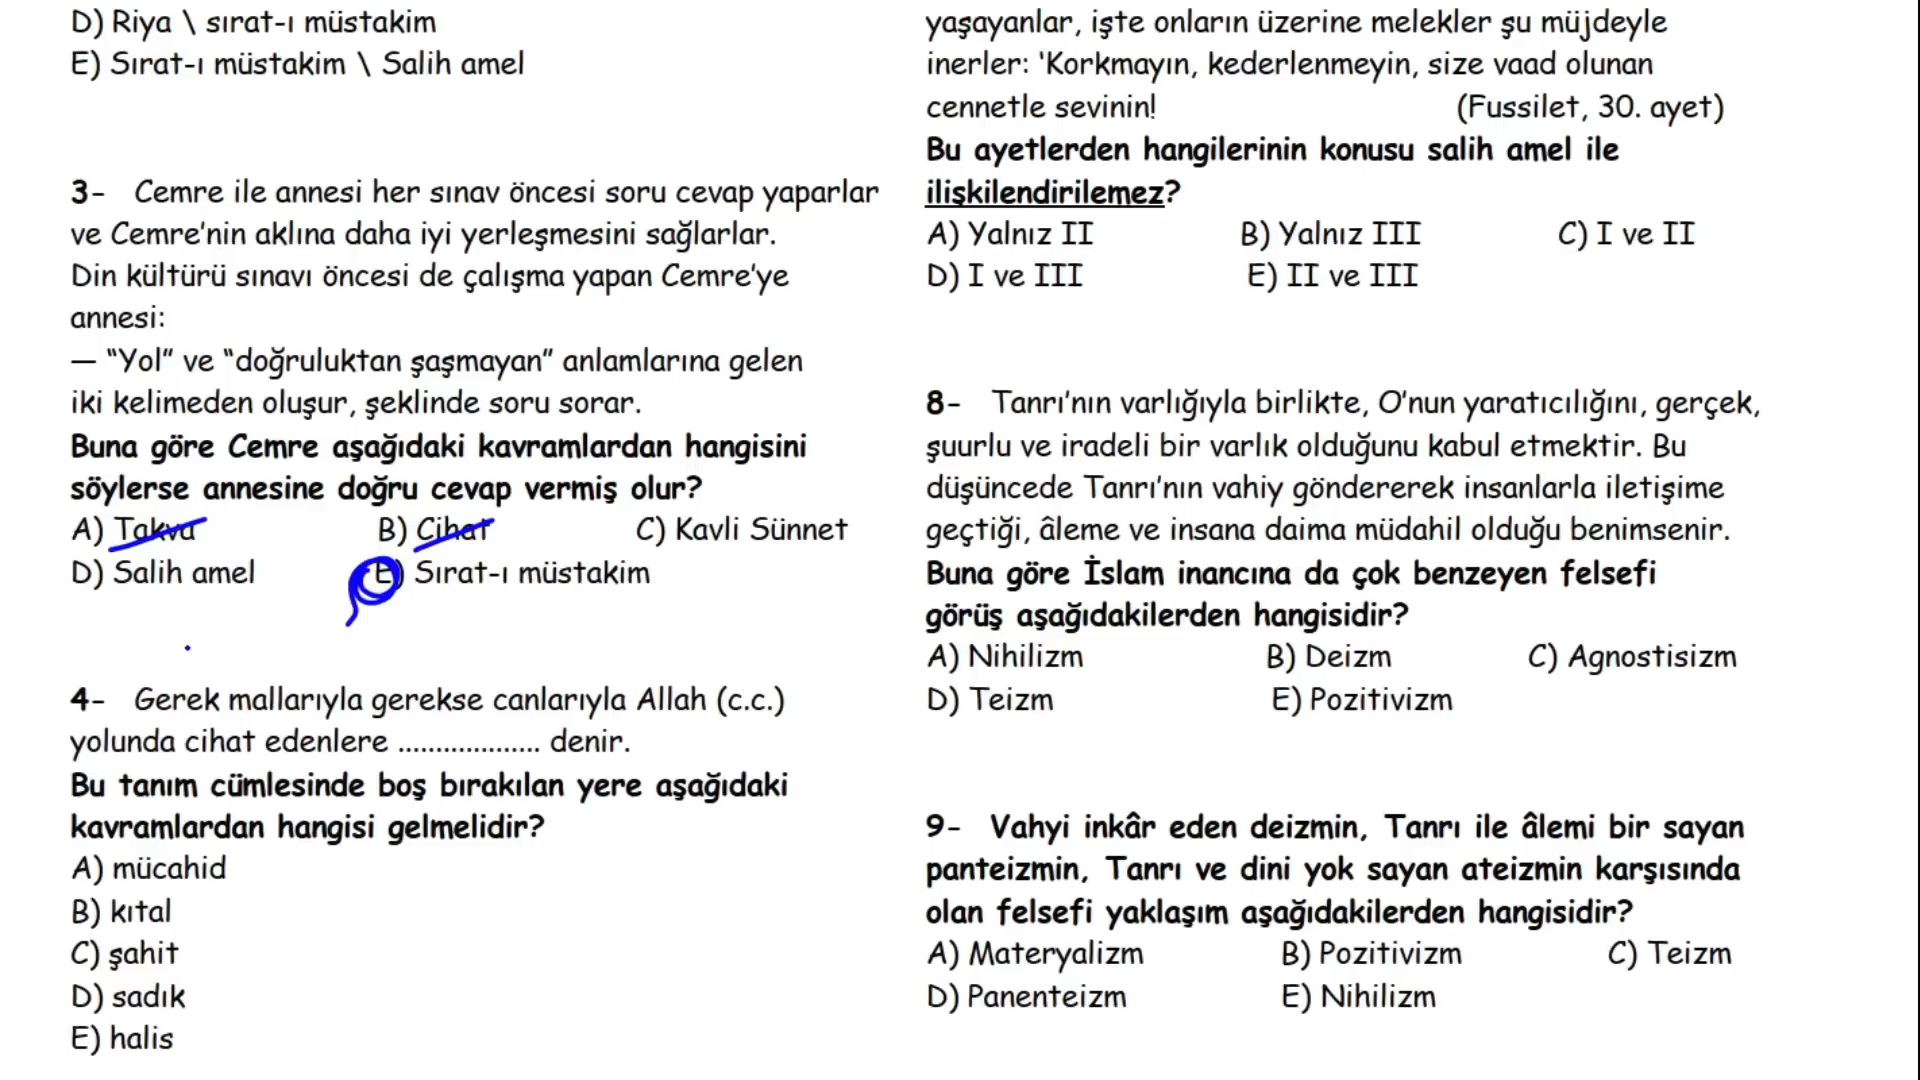 D) Riya \ sırat-ı müstakim
E) Sırat-ı müstakim \ Salih amel
3- Cemre ile annesi her sınav öncesi soru cevap yaparlar
ve Cemre’nin aklına daha iyi yerleşmesini sağlarlar.
Din kültürü sınavı öncesi de çalışma yapan Cemre’ye
annesi:
— “Yol” ve “doğruluktan şaşmayan” anlamlarına gelen
iki kelimeden oluşur, şeklinde soru sorar.
Buna göre Cemre aşağıdaki kavramlardan hangisini
söylerse annesine doğru cevap vermiş olur?
A) Takva B) Cihat C) Kavli Sünnet
D) Salih amel E) Sırat-ı müstakim
4- Gerek mallarıyla gerekse canlarıyla Allah (c.c.)
yolunda cihat edenlere ................... denir.
Bu tanım cümlesinde boş bırakılan yere aşağıdaki
kavramlardan hangisi gelmelidir?
A) mücahid
B) kıtal
C) şahit
D) sadık
E) halis
yaşayanlar, işte onların üzerine melekler şu müjdeyle
inerler: 'Korkmayın, kederlenmeyin, size vaad olunan
cennetle sevinin! (Fussilet, 30. ayet)
Bu ayetlerden hangilerinin konusu salih amel ile
ilişkilendirilemez?
A) Yalnız II B) Yalnız III C) I ve II
D) I ve III E) II ve III
8- Tanrı’nın varlığıyla birlikte, O’nun yaratıcılığını, gerçek,
şuurlu ve iradeli bir varlık olduğunu kabul etmektir. Bu
düşüncede Tanrı’nın vahiy göndererek insanlarla iletişime
geçtiği, âleme ve insana daima müdahil olduğu benimsenir.
Buna göre İslam inancına da çok benzeyen felsefi
görüş aşağıdakilerden hangisidir?
A) Nihilizm B) Deizm C) Agnostisizm
D) Teizm E) Pozitivizm
9- Vahyi inkâr eden deizmin, Tanrı ile âlemi bir sayan
panteizmin, Tanrı ve dini yok sayan ateizmin karşısında
olan felsefi yaklaşım aşağıdakilerden hangisidir?
A) Materyalizm B) Pozitivizm C) Teizm
D) Panenteizm E) Nihilizm